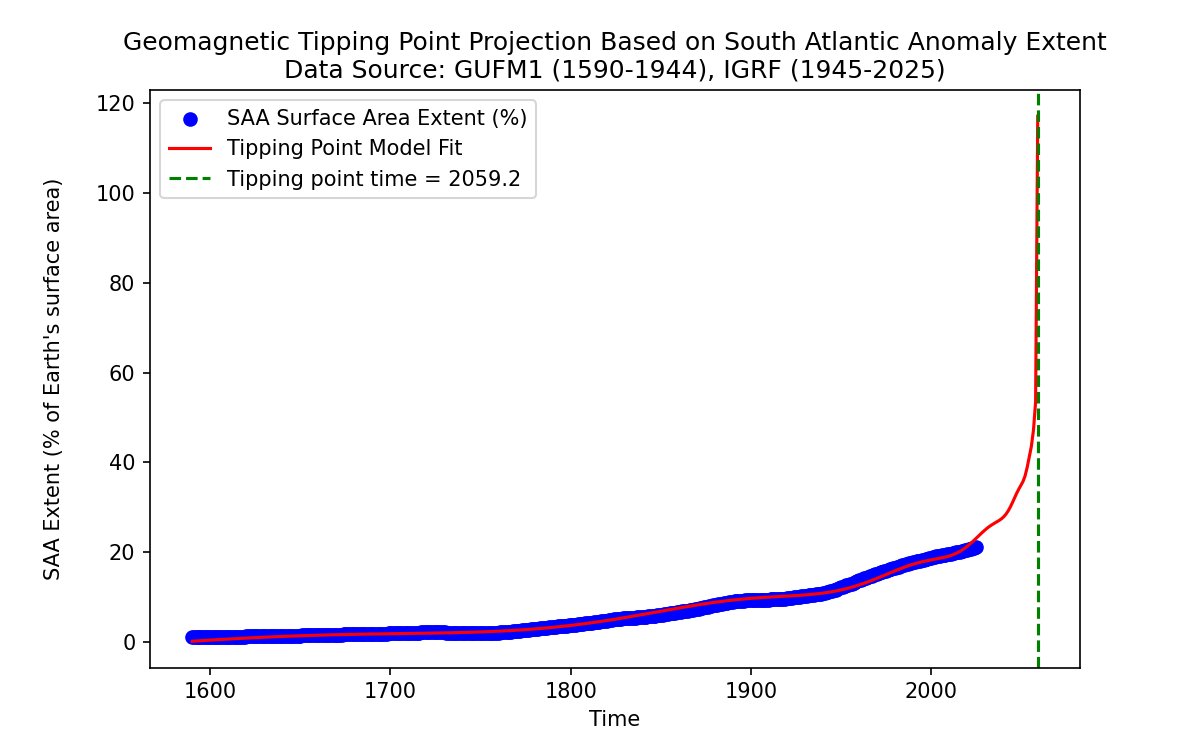 Geomagnetic Tipping Point Projection Based on South Atlantic Anomaly Extent
Data Source: GUFM1 (1590-1944), IGRF (1945-2025)
SAA Surface Area Extent (%)
Tipping Point Model Fit
Tipping point time = 2059.2
SAA Extent (% of Earth's surface area)
120
100
80
60
40
20
0
1600 1700 1800 1900 2000
Time